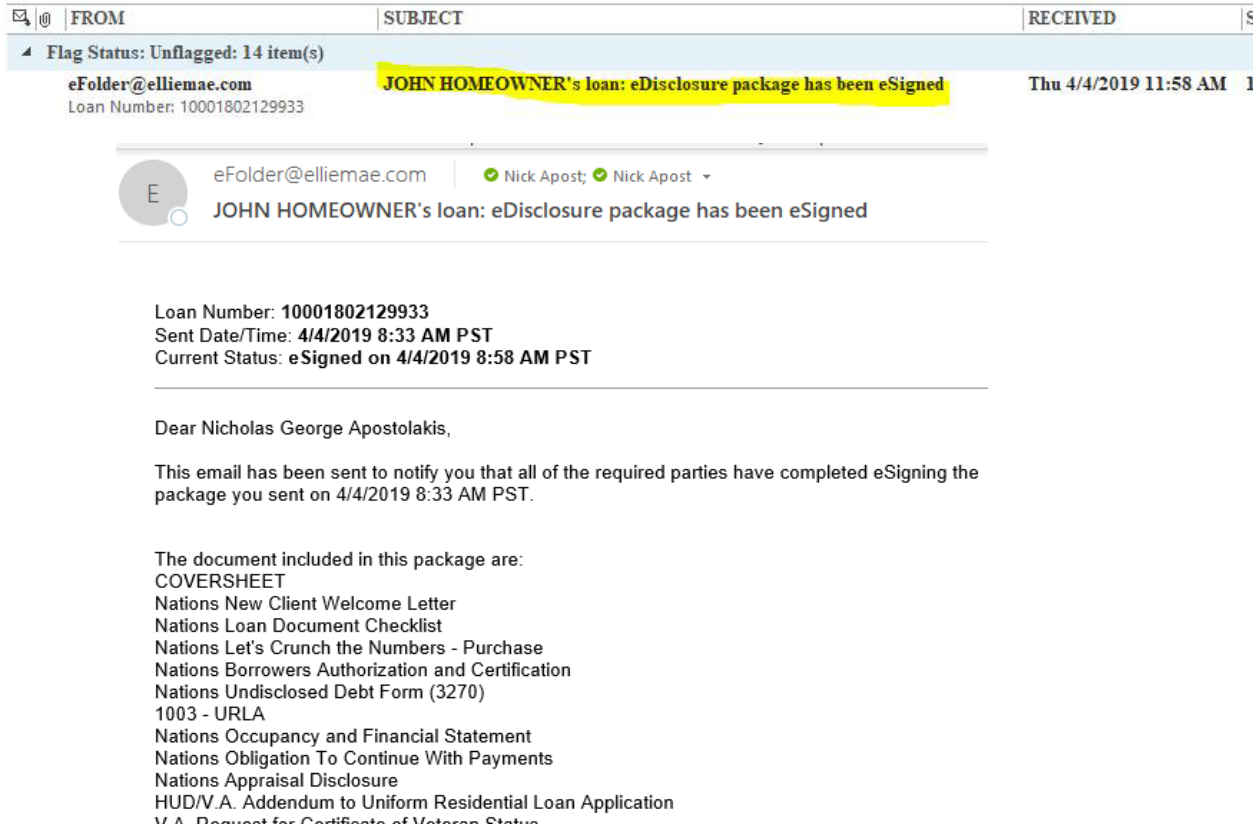 FROM SUBJECT RECEIVED S
Flag Status: Unflagged: 14 item(s)
eFolder@elliemae.com JOHN HOMEOWNER's loan: eDisclosure package has been eSigned Thu 4/4/2019 11:58 AM 1
Loan Number: 10001802129933
E
eFolder@elliemae.com Nick Apost; Nick Apost
JOHN HOMEOWNER's loan: eDisclosure package has been eSigned
Loan Number: 10001802129933
Sent Date/Time: 4/4/2019 8:33 AM PST
Current Status: eSigned on 4/4/2019 8:58 AM PST
Dear Nicholas George Apostolakis,
This email has been sent to notify you that all of the required parties have completed eSigning the
package you sent on 4/4/2019 8:33 AM PST.
The document included in this package are:
COVERSHEET
Nations New Client Welcome Letter
Nations Loan Document Checklist
Nations Let's Crunch the Numbers - Purchase
Nations Borrowers Authorization and Certification
Nations Undisclosed Debt Form (3270)
1003 - URLA
Nations Occupancy and Financial Statement
Nations Obligation To Continue With Payments
Nations Appraisal Disclosure
HUD/V.A. Addendum to Uniform Residential Loan Application
V.A. Request for Certificate of Veteran Status